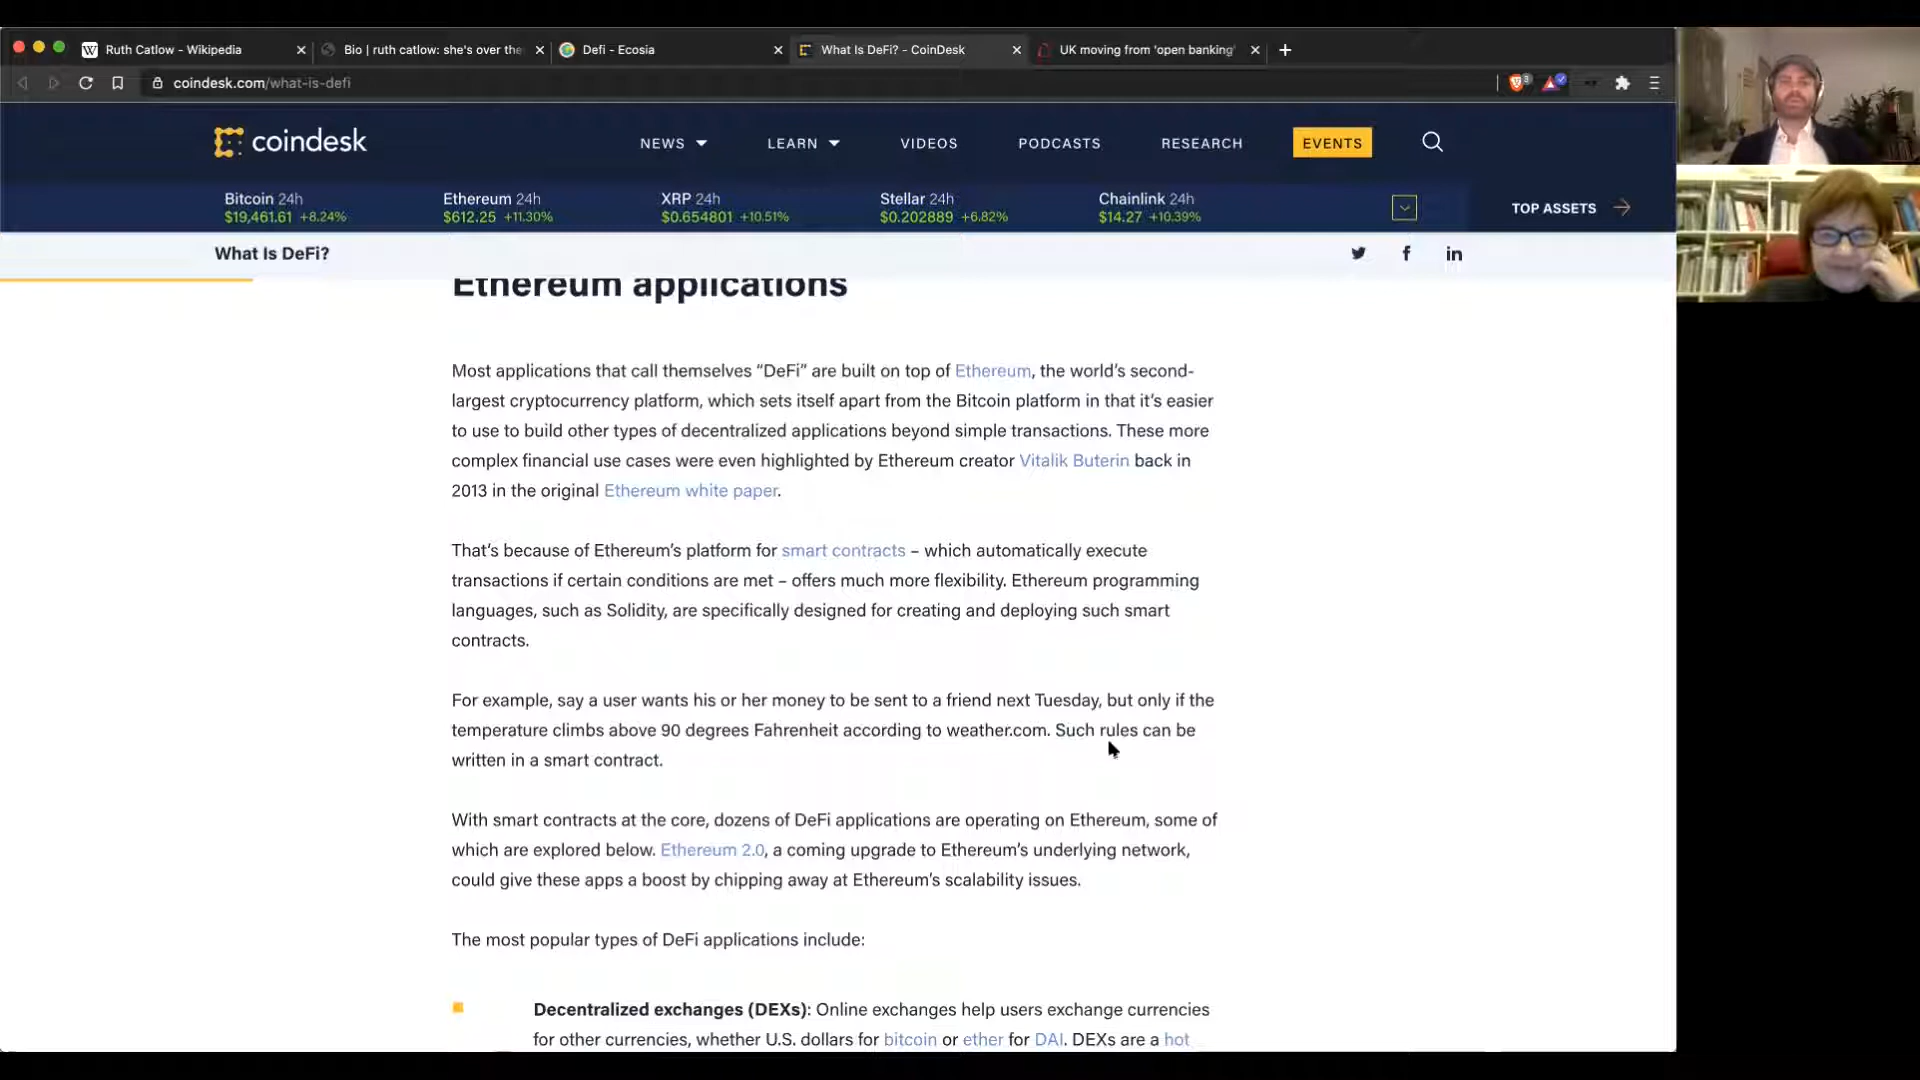 Ruth Catlow - Wikipedia
Bio | ruth catlow: she's over the
Defi - Ecosia
What Is DeFi? - CoinDesk
UK moving from 'open banking'
coindesk.com/what-is-defi
3
coindesk
NEWS
LEARN
VIDEOS
PODCASTS
RESEARCH
EVENTS
Bitcoin 24h
$19,461.61 +8.24%
Ethereum 24h
$612.25 +11.30%
XRP 24h
$0.654801 +10.51%
Stellar 24h
$0.202889 +6.82%
Chainlink 24h
$14.27 +10.39%
TOP ASSETS
What Is DeFi?
Ethereum applications
Most applications that call themselves “DeFi” are built on top of Ethereum, the world’s second-
largest cryptocurrency platform, which sets itself apart from the Bitcoin platform in that it’s easier
to use to build other types of decentralized applications beyond simple transactions. These more
complex financial use cases were even highlighted by Ethereum creator Vitalik Buterin back in
2013 in the original Ethereum white paper.
That’s because of Ethereum’s platform for smart contracts – which automatically execute
transactions if certain conditions are met – offers much more flexibility. Ethereum programming
languages, such as Solidity, are specifically designed for creating and deploying such smart
contracts.
For example, say a user wants his or her money to be sent to a friend next Tuesday, but only if the
temperature climbs above 90 degrees Fahrenheit according to weather.com. Such rules can be
written in a smart contract.
With smart contracts at the core, dozens of DeFi applications are operating on Ethereum, some of
which are explored below. Ethereum 2.0, a coming upgrade to Ethereum’s underlying network,
could give these apps a boost by chipping away at Ethereum’s scalability issues.
The most popular types of DeFi applications include:
Decentralized exchanges (DEXs): Online exchanges help users exchange currencies
for other currencies, whether U.S. dollars for bitcoin or ether for DAI. DEXs are a hot